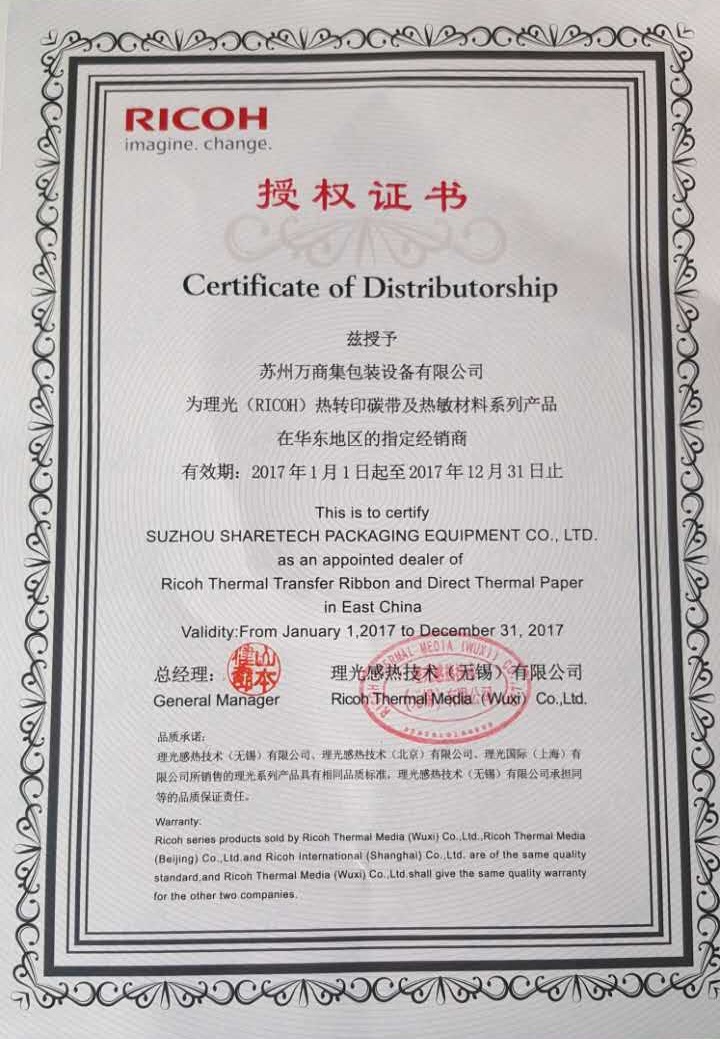 RICOH
imagine. change.
授权证书
Certificate of Distributorship
兹授予
苏州万商集包装设备有限公司
为理光（RICOH）热转印碳带及热敏材料系列产品
在华东地区的指定经销商
有效期：2017年1月1日起至2017年12月31日止
This is to certify
SUZHOU SHARETECH PACKAGING EQUIPMENT CO., LTD.
as an appointed dealer of
Ricoh Thermal Transfer Ribbon and Direct Thermal Paper
in East China
Validity:From January 1,2017 to December 31, 2017
总经理：
General Manager
山本
理光感热技术（无锡）有限公司
Ricoh Thermal Media (Wuxi) Co.,Ltd.
THERMAL MEDIA (WUXI)
品质承诺:
理光感热技术（无锡）有限公司、理光感热技术（北京）有限公司、理光国际（上海）有
限公司所销售的理光系列产品具有相同品质标准，理光感热技术（无锡）有限公司承担同
等的品质保证责任。
Warranty:
Ricoh series products sold by Ricoh Thermal Media (Wuxi) Co.,Ltd.,Ricoh Thermal Media
(Beijing) Co.,Ltd.and Ricoh International (Shanghai) Co.,Ltd. are of the same quality
standard,and Ricoh Thermal Media (Wuxi) Co.,Ltd.shall give the same quality warranty
for the other two companies.